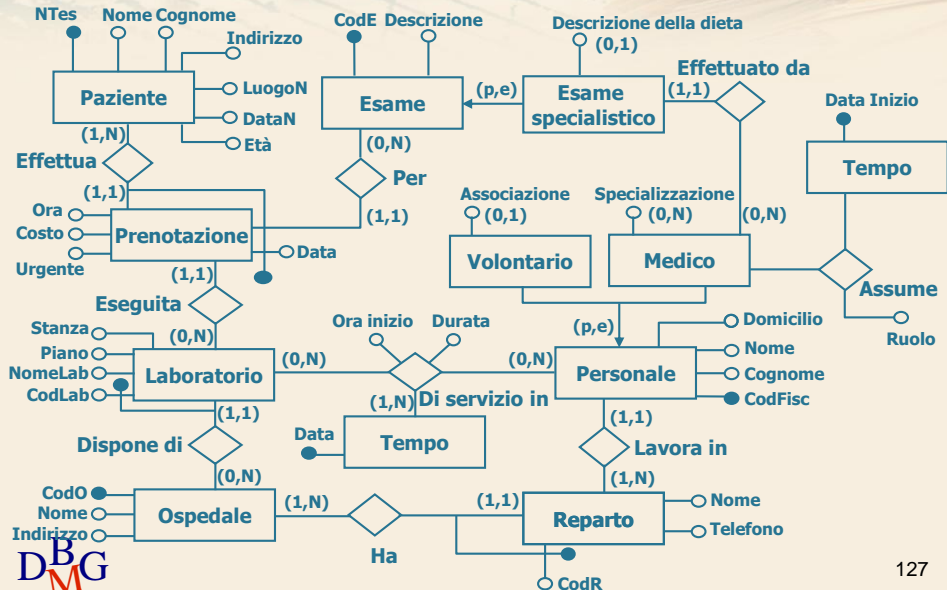 NTes Nome Cognome
Indirizzo
LuogoN
DataN
Età
Paziente
(1,N)
Effettua
(1,1)
CodE Descrizione
Esame
(0,N)
Per
(1,1)
(p,e)
Descrizione della dieta
(0,1)
Esame
specialistico
(1,1)
Effettuato da
(0,N)
Data Inizio
Tempo
Assume
Ruolo
Ora
Costo
Urgente
Prenotazione
Data
(1,1)
Eseguita
(0,N)
Associazione
(0,1)
Volontario
Specializzazione
(0,N)
Medico
(p,e)
Stanza
Piano
NomeLab
CodLab
Laboratorio
(0,N)
Ora inizio Durata
(0,N)
Di servizio in
(1,N)
Data
Tempo
Personale
Domicilio
Nome
Cognome
CodFisc
(1,1)
Lavora in
(1,N)
(1,1)
Dispone di
(0,N)
CodO
Nome
Indirizzo
Ospedale
(1,N)
Ha
(1,1)
Reparto
Nome
Telefono
CodR
DBMG
127